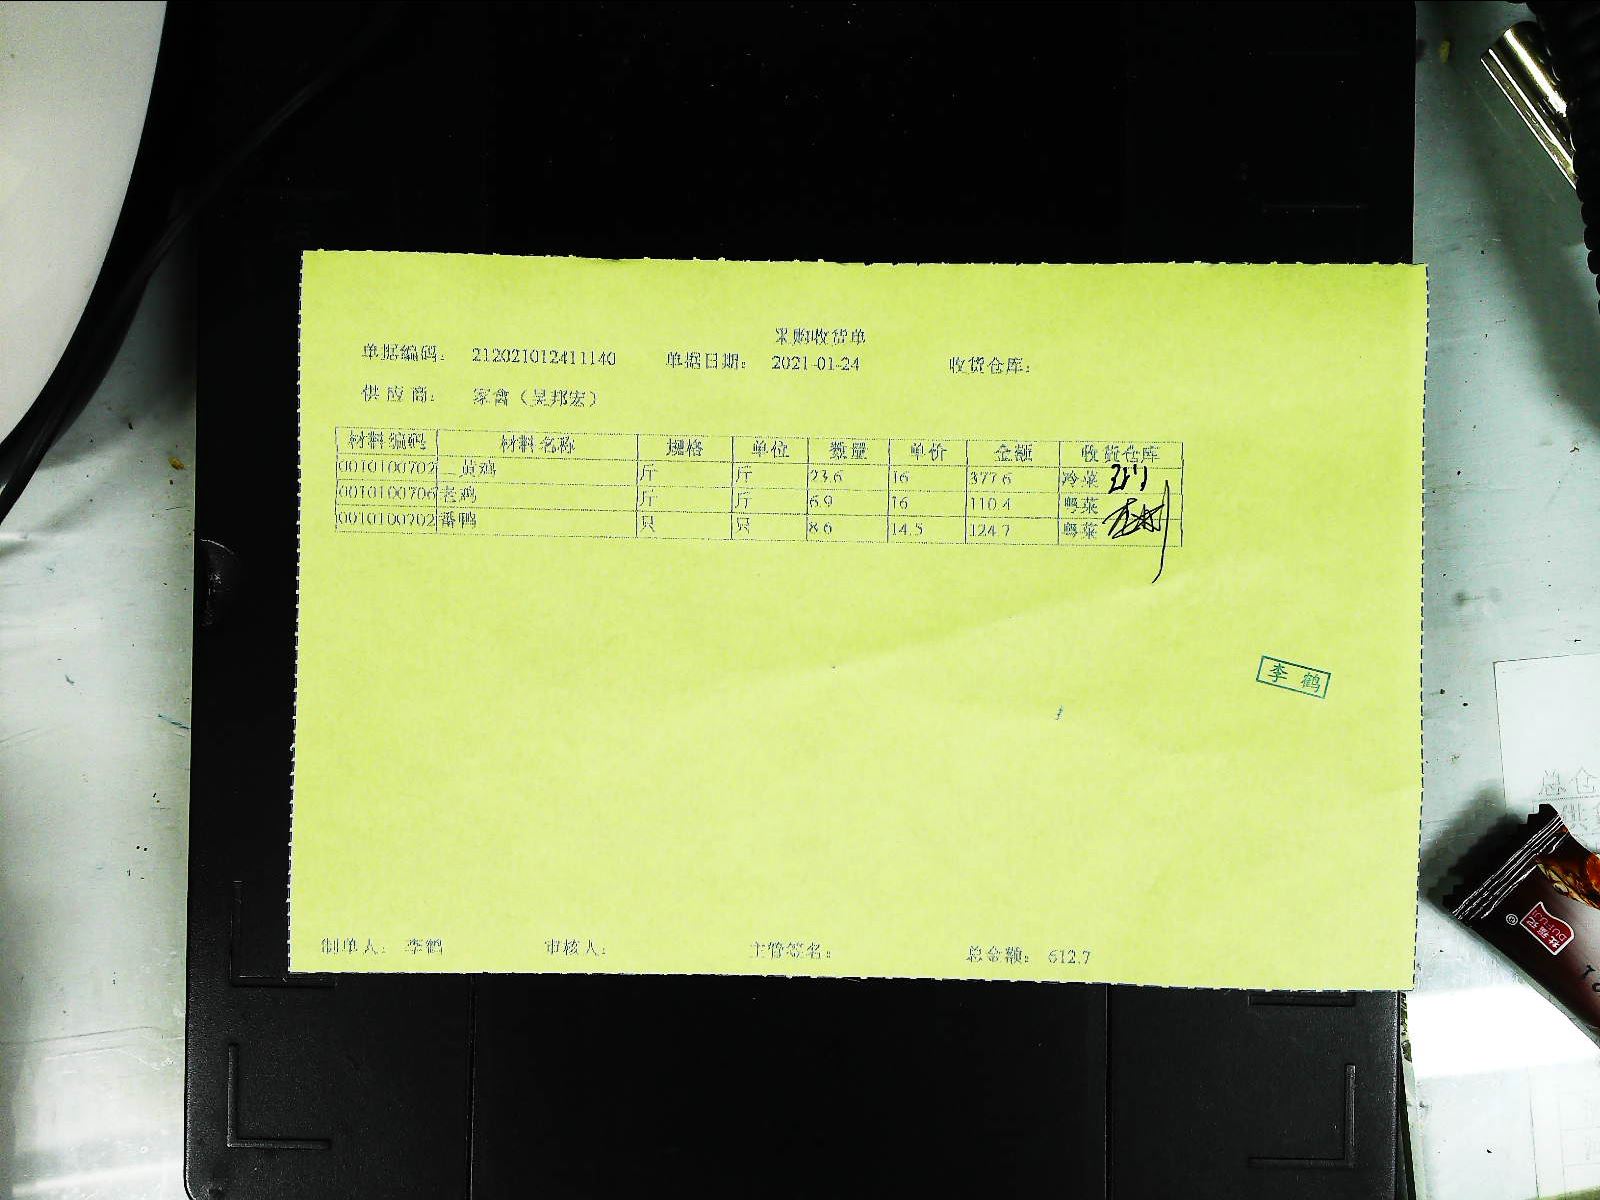 采购收货单
单据编码: 212021012411140 单据日期: 2021-01-24 收货仓库:
供应商: 家禽（吴邦宏）
材料编码 材料名称 规格 单位 数量 单价 金额 收货仓库
0010100702 三黄鸡 斤 斤 23.6 16 377.6 冷菜
0010100706 老鸡 斤 斤 6.9 16 110.4 粤菜
0010100702 番鸭 只 只 8.6 14.5 124.7 粤菜
李鹤
制单人: 李鹤 审核人: 主管签名: 总金额: 612.7